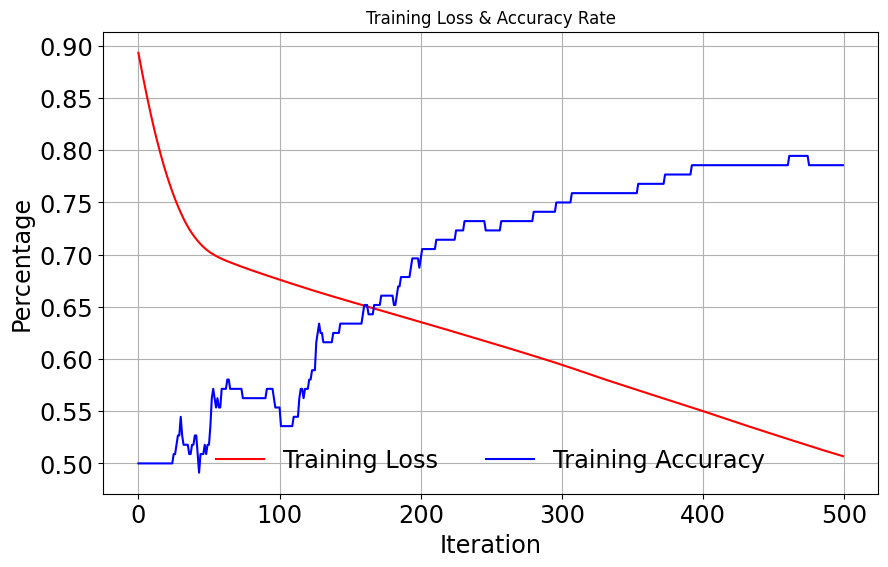 Training Loss & Accuracy Rate
Percentage
0.90
0.85
0.80
0.75
0.70
0.65
0.60
0.55
0.50
Training Loss
Training Accuracy
0 100 200 300 400 500
Iteration